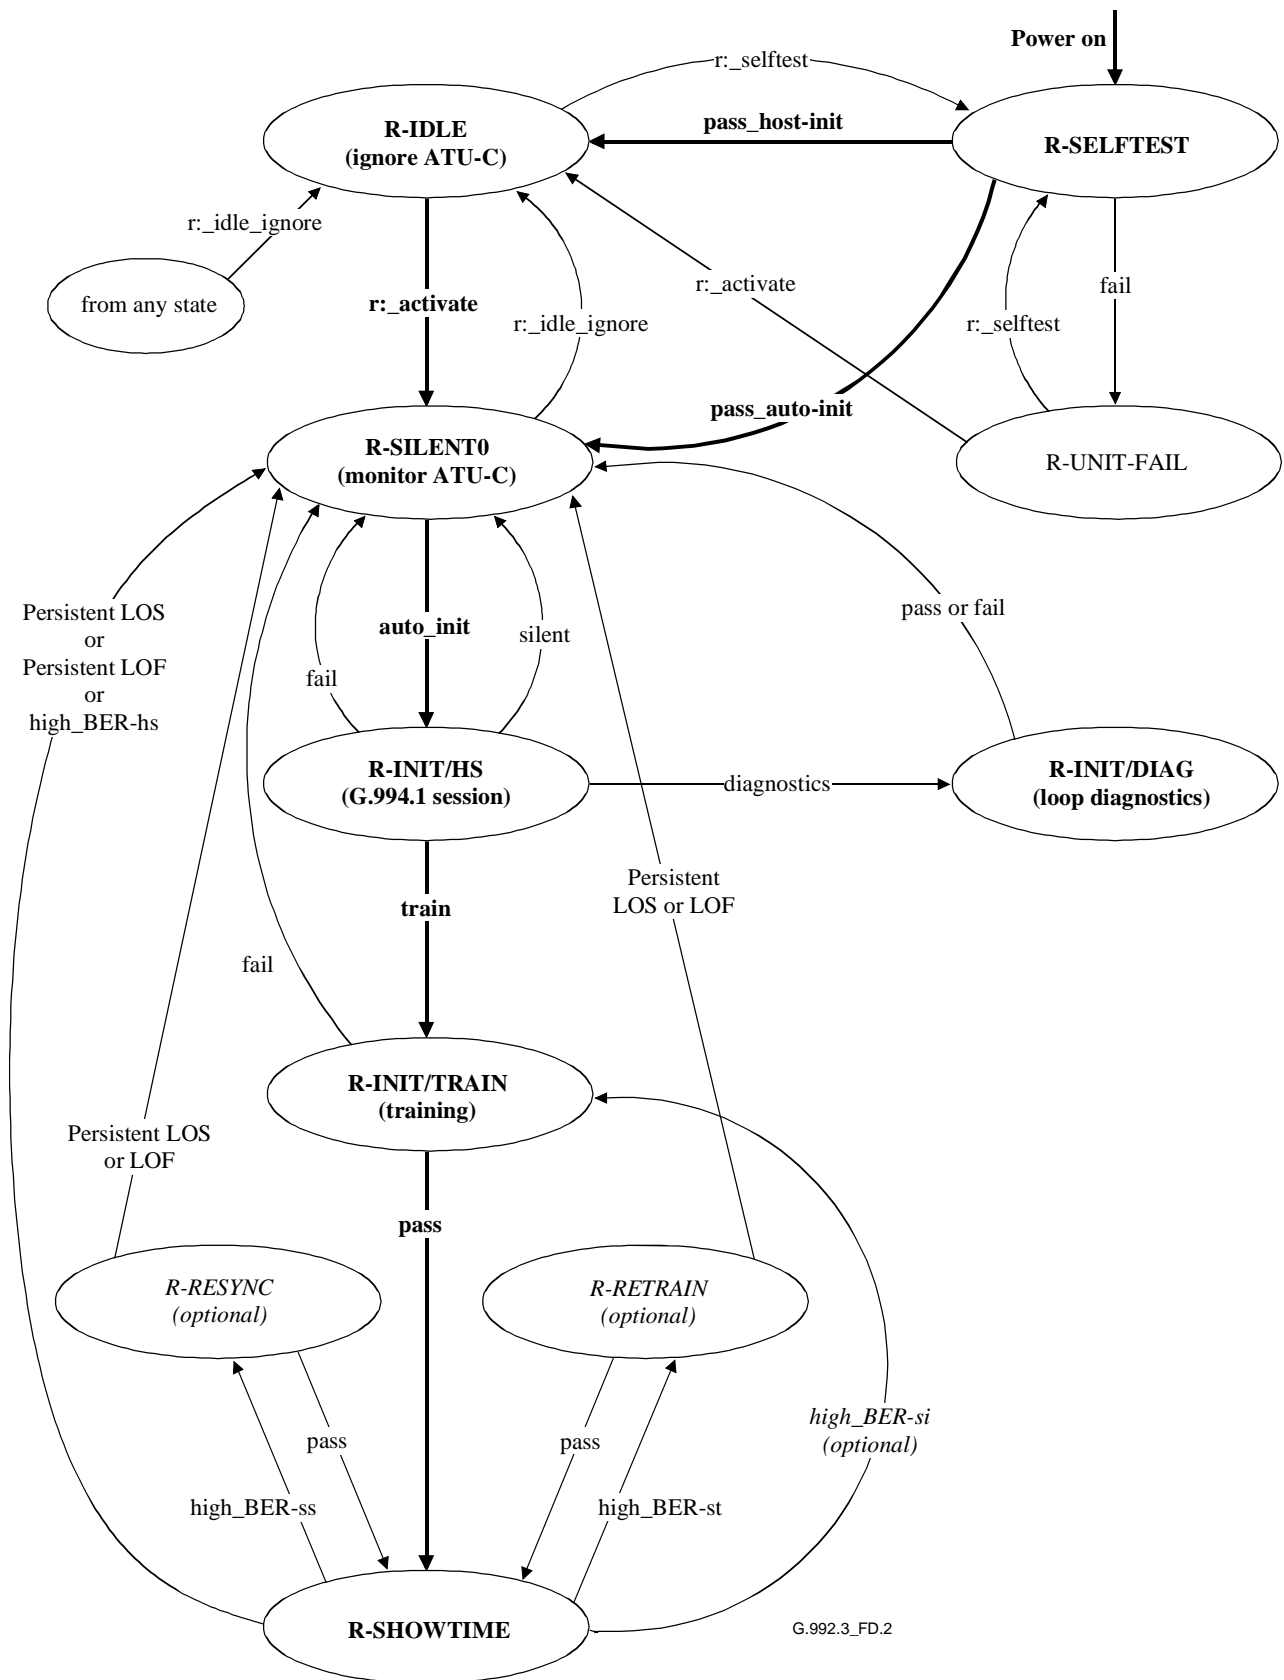 Power on
r:_selftest
R-IDLE
(ignore ATU-C)
pass_host-init
R-SELFTEST
r:_idle_ignore
from any state
r:_activate
r:_idle_ignore
r:_activate
fail
r:_selftest
pass_auto-init
R-SILENT0
(monitor ATU-C)
R-UNIT-FAIL
Persistent LOS
or
Persistent LOF
or
high_BER-hs
auto_init
silent
fail
pass or fail
R-INIT/HS
(G.994.1 session)
diagnostics
R-INIT/DIAG
(loop diagnostics)
Persistent
LOS or LOF
train
fail
R-INIT/TRAIN
(training)
Persistent LOS
or LOF
pass
R-RESYNC
(optional)
R-RETRAIN
(optional)
high_BER-si
(optional)
pass
pass
high_BER-ss
high_BER-st
R-SHOWTIME
G.992.3_FD.2